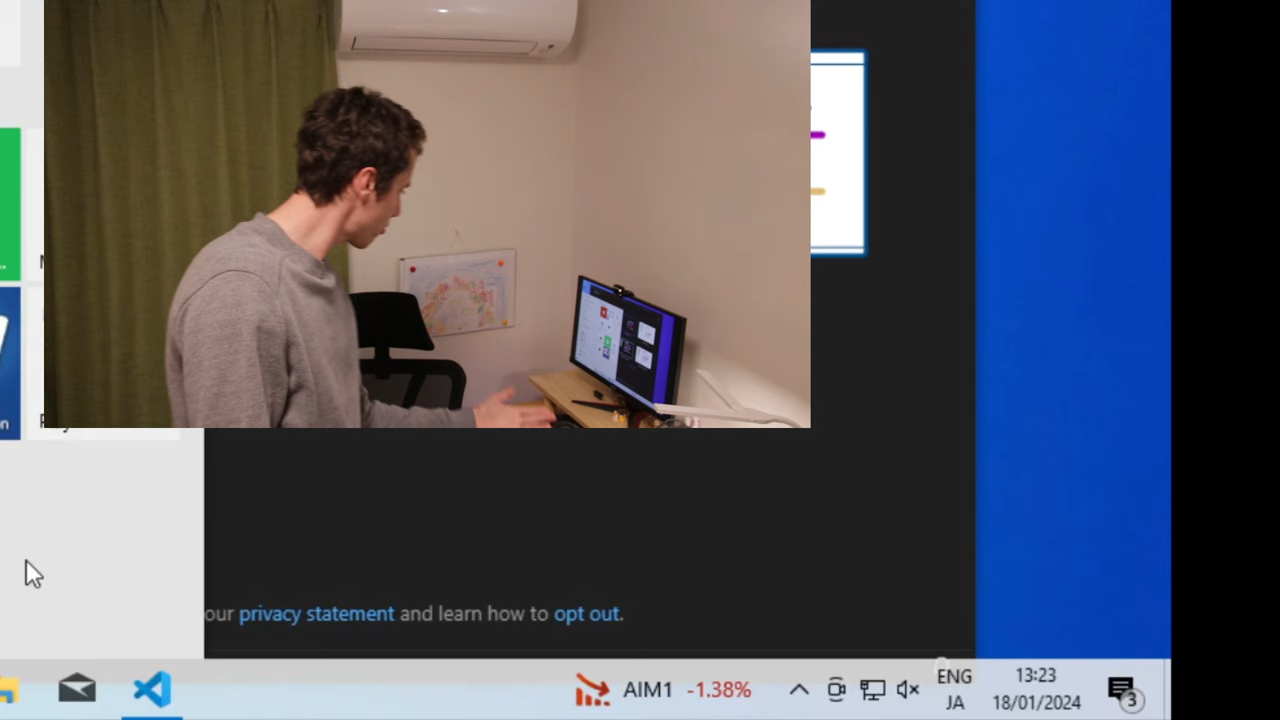 our privacy statement and learn how to opt out.
AIM1 -1.38%
ENG
JA
13:23
18/01/2024
3